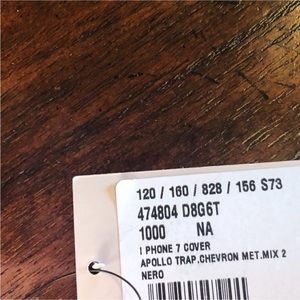 120 / 160 / 828 / 156 S73
474804 D8G6T
1000 NA
I PHONE 7 COVER
APOLLO TRAP.CHEVRON MET.MIX 2
NERO